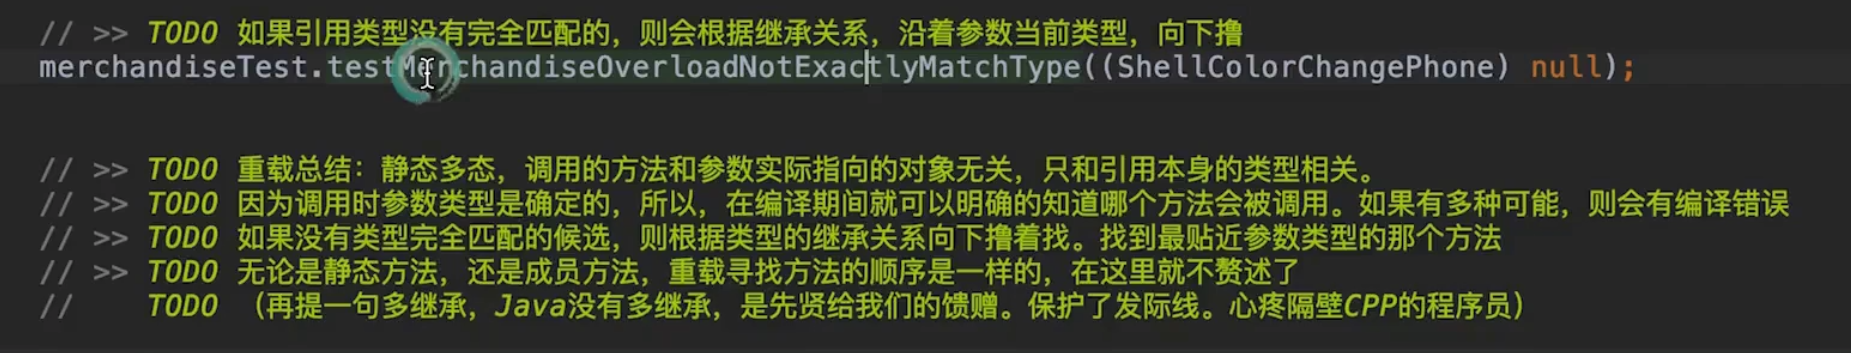 // >> TODO 如果引用类型没有完全匹配的，则会根据继承关系，沿着参数当前类型，向下撸
merchandiseTest.testMerchandiseOverloadNotExactlyMatchType((ShellColorChangePhone) null);
// >> TODO 重载总结：静态多态，调用的方法和参数实际指向的对象无关，只和引用本身的类型相关。
// >> TODO 因为调用时参数类型是确定的，所以，在编译期间就可以明确的知道哪个方法会被调用。如果有多种可能，则会有编译错误
// >> TODO 如果没有类型完全匹配的候选，则根据类型的继承关系向下撸着找。找到最贴近参数类型的那个方法
// >> TODO 无论是静态方法，还是成员方法，重载寻找方法的顺序是一样的，在这里就不赘述了
//    TODO （再提一句多继承，Java没有多继承，是先贤给我们的馈赠。保护了发际线。心疼隔壁CPP的程序员）